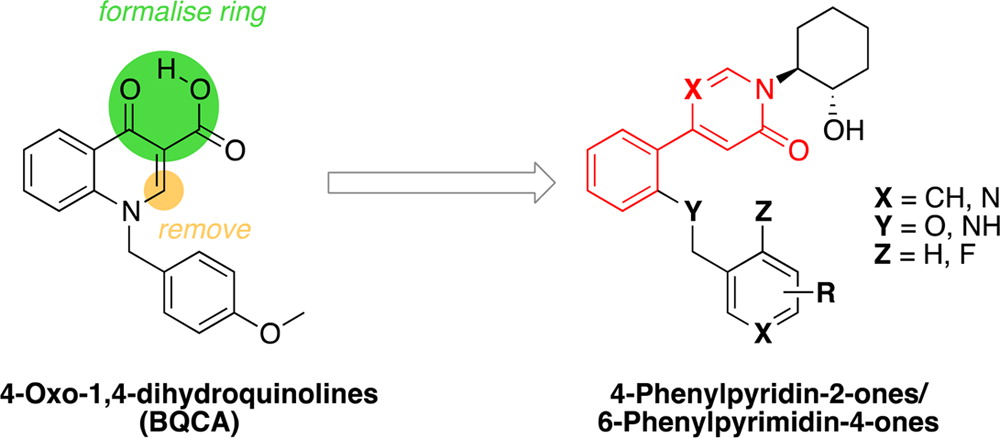 formalise ring
H
O
O
O
N
remove
O
4-Oxo-1,4-dihydroquinolines
(BQCA)
X
N
O
OH
Y
Z
R
X
X = CH, N
Y = O, NH
Z = H, F
4-Phenylpyridin-2-ones/
6-Phenylpyrimidin-4-ones